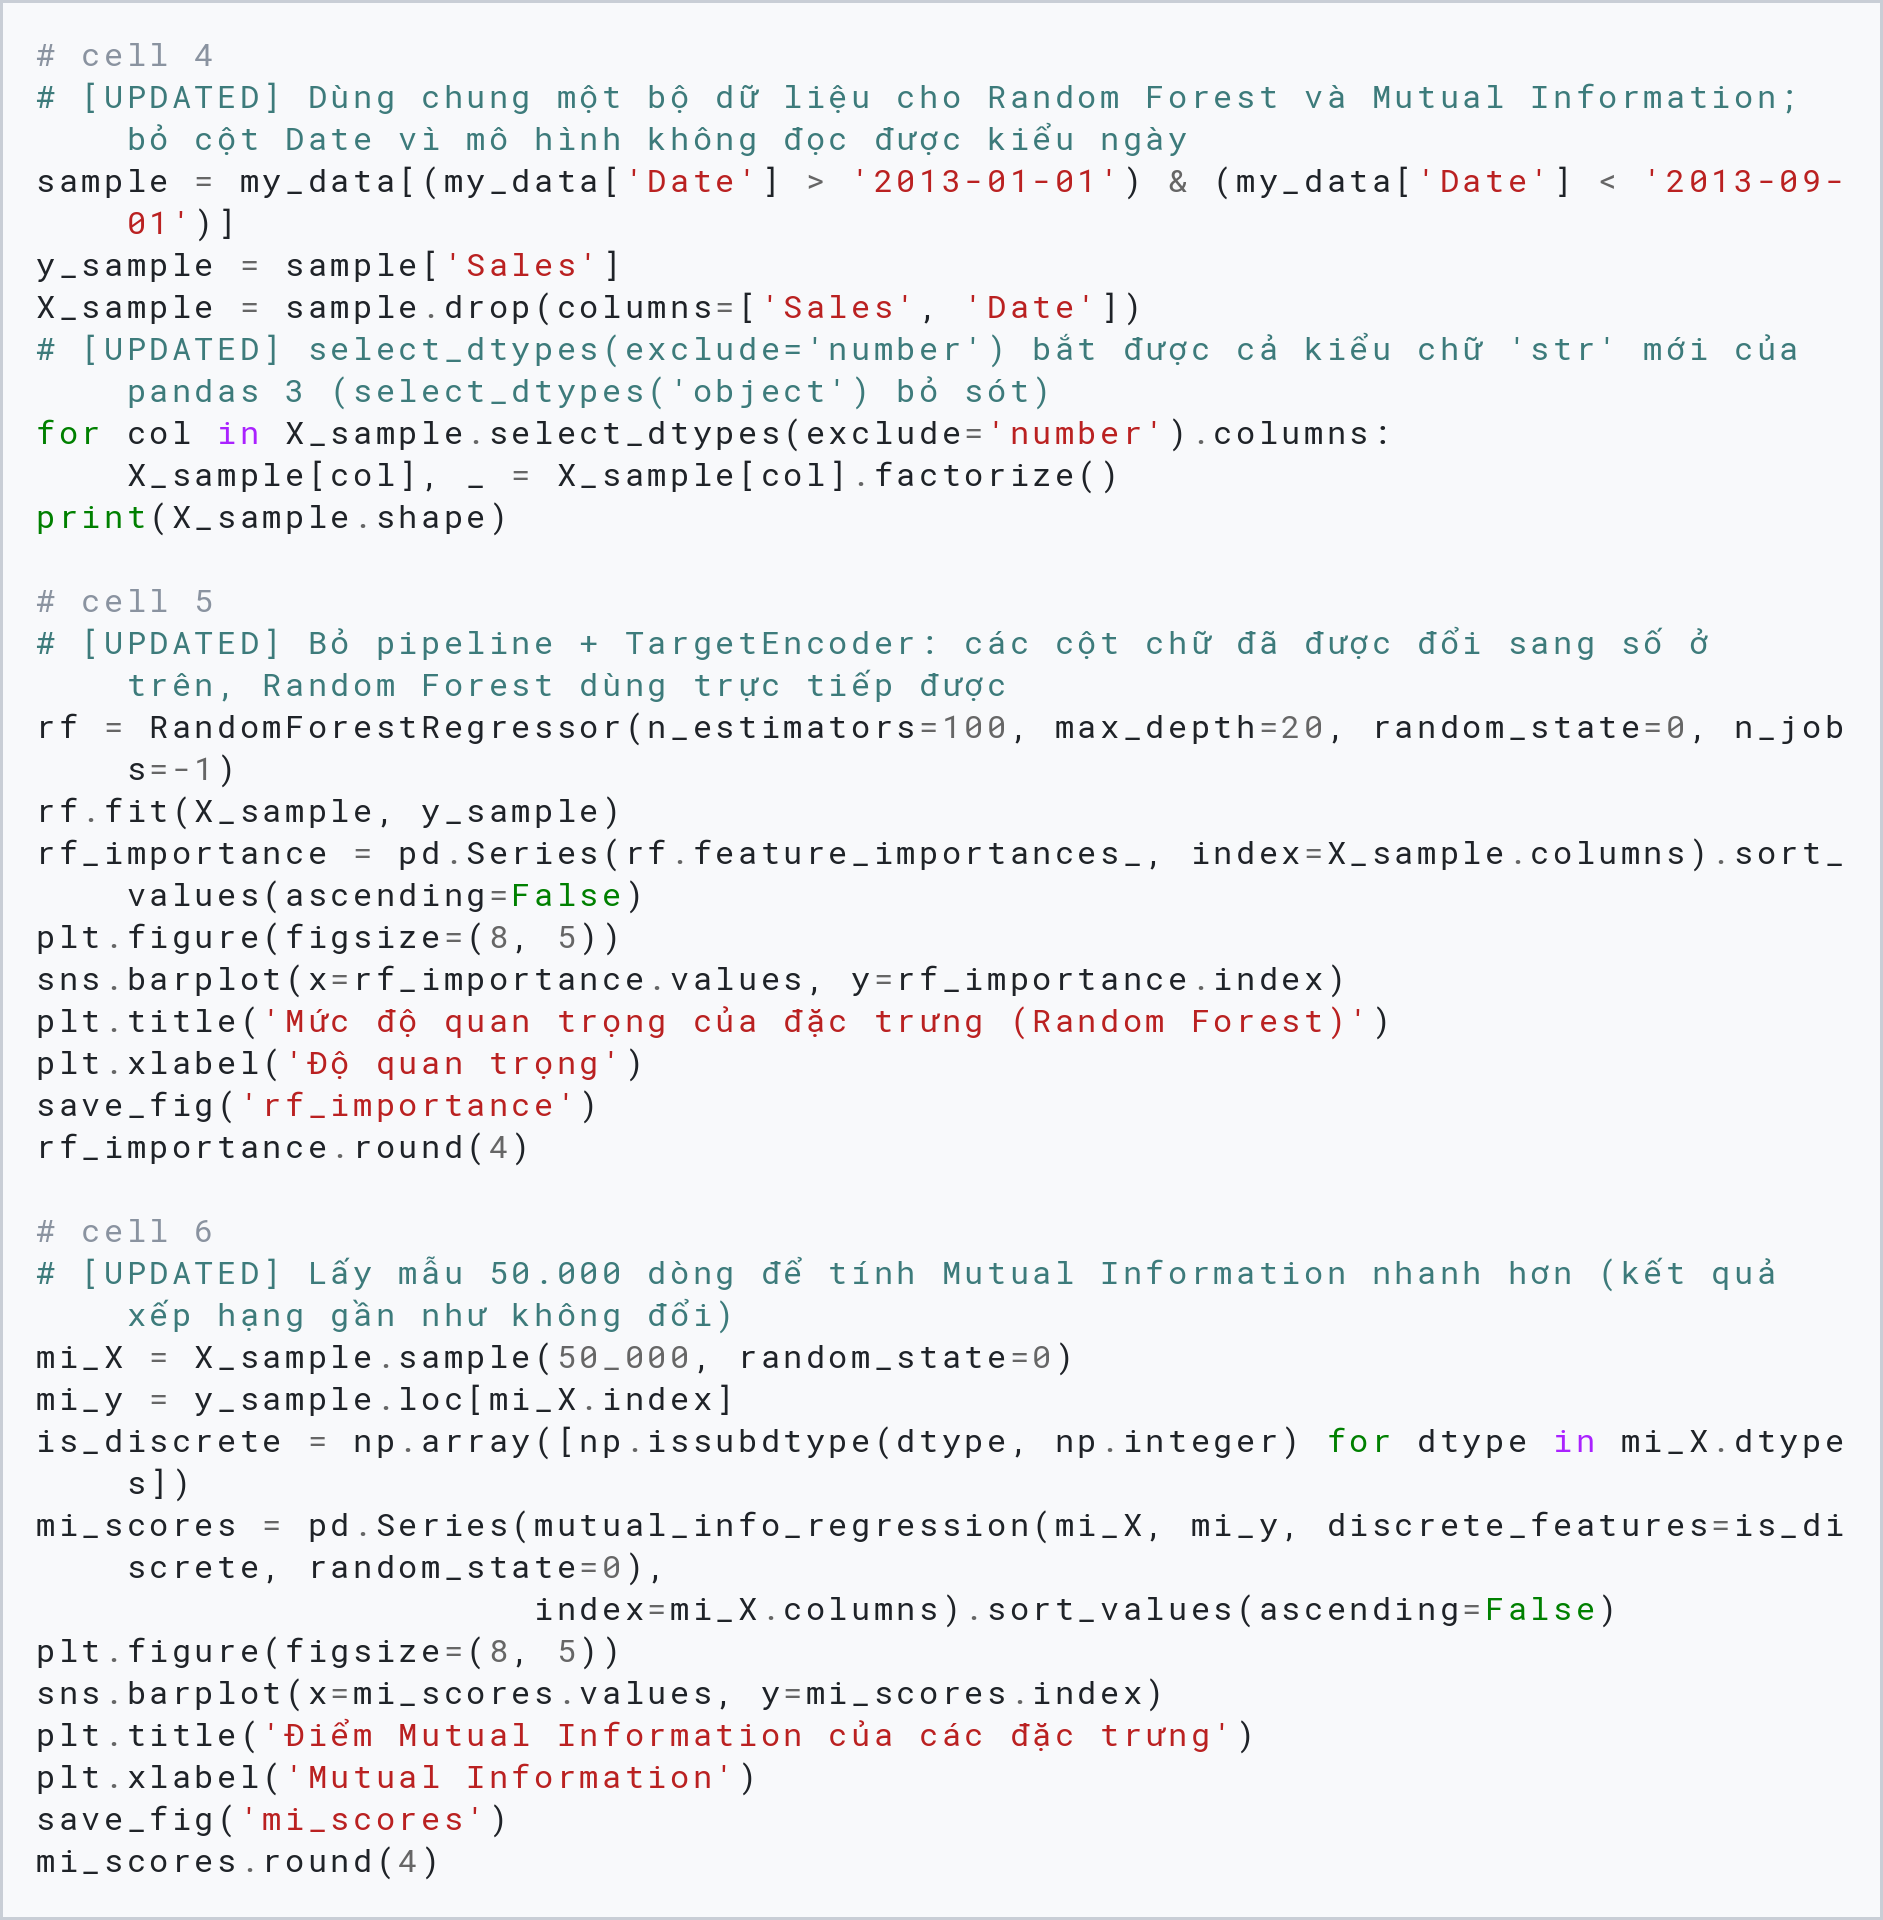 # cell 4
# [UPDATED] Dùng chung một bộ dữ liệu cho Random Forest và Mutual Information;
bỏ cột Date vì mô hình không đọc được kiểu ngày
sample = my_data[(my_data['Date'] > '2013-01-01') & (my_data['Date'] < '2013-09-
01')]
y_sample = sample['Sales']
X_sample = sample.drop(columns=['Sales', 'Date'])
# [UPDATED] select_dtypes(exclude='number') bắt được cả kiểu chữ 'str' mới của
pandas 3 (select_dtypes('object') bỏ sót)
for col in X_sample.select_dtypes(exclude='number').columns:
    X_sample[col], _ = X_sample[col].factorize()
print(X_sample.shape)

# cell 5
# [UPDATED] Bỏ pipeline + TargetEncoder: các cột chữ đã được đổi sang số ở
trên, Random Forest dùng trực tiếp được
rf = RandomForestRegressor(n_estimators=100, max_depth=20, random_state=0, n_job
s=-1)
rf.fit(X_sample, y_sample)
rf_importance = pd.Series(rf.feature_importances_, index=X_sample.columns).sort_
values(ascending=False)
plt.figure(figsize=(8, 5))
sns.barplot(x=rf_importance.values, y=rf_importance.index)
plt.title('Mức độ quan trọng của đặc trưng (Random Forest)')
plt.xlabel('Độ quan trọng')
save_fig('rf_importance')
rf_importance.round(4)

# cell 6
# [UPDATED] Lấy mẫu 50.000 dòng để tính Mutual Information nhanh hơn (kết quả
xếp hạng gần như không đổi)
mi_X = X_sample.sample(50_000, random_state=0)
mi_y = y_sample.loc[mi_X.index]
is_discrete = np.array([np.issubdtype(dtype, np.integer) for dtype in mi_X.dtype
s])
mi_scores = pd.Series(mutual_info_regression(mi_X, mi_y, discrete_features=is_di
screte, random_state=0),
                      index=mi_X.columns).sort_values(ascending=False)
plt.figure(figsize=(8, 5))
sns.barplot(x=mi_scores.values, y=mi_scores.index)
plt.title('Điểm Mutual Information của các đặc trưng')
plt.xlabel('Mutual Information')
save_fig('mi_scores')
mi_scores.round(4)